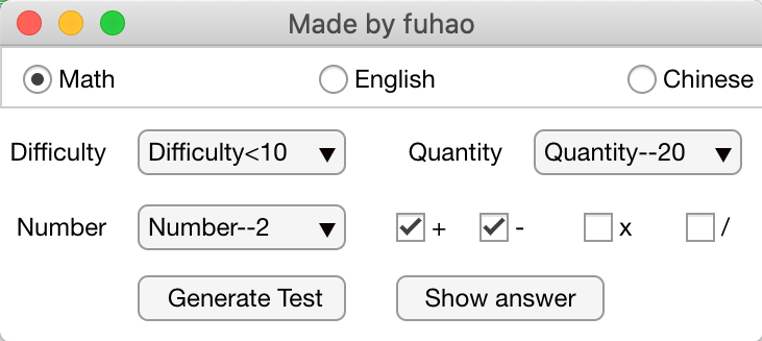 Made by fuhao
Math English Chinese
Difficulty Difficulty<10 Quantity Quantity--20
Number Number--2 + - x /
Generate Test Show answer